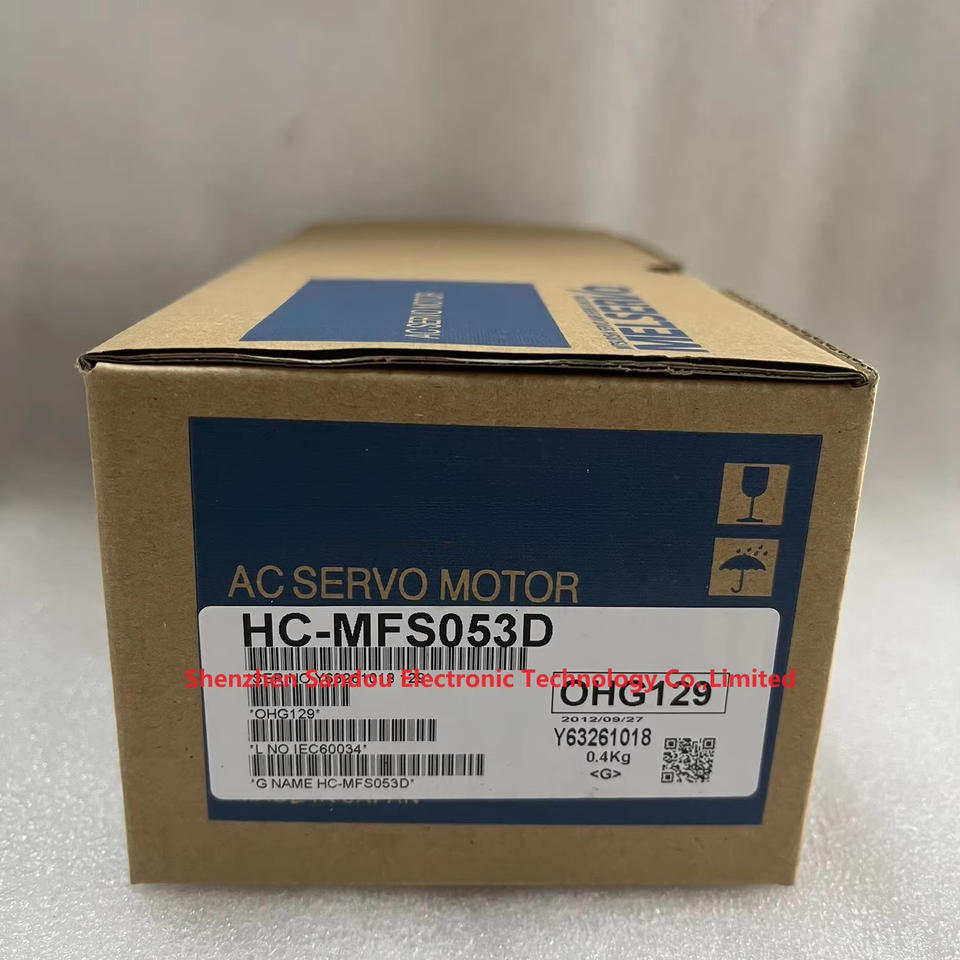 AC SERVO MOTOR
MELSERVO
AC SERVO MOTOR
HC-MFS053D
Shenzhen Sandou Electronic Technology Co.,Limited
OHG129
*OHG129*
2012/09/27
*L NO IEC60034*
Y63261018
0.4Kg
*G NAME HC-MFS053D*
<G>